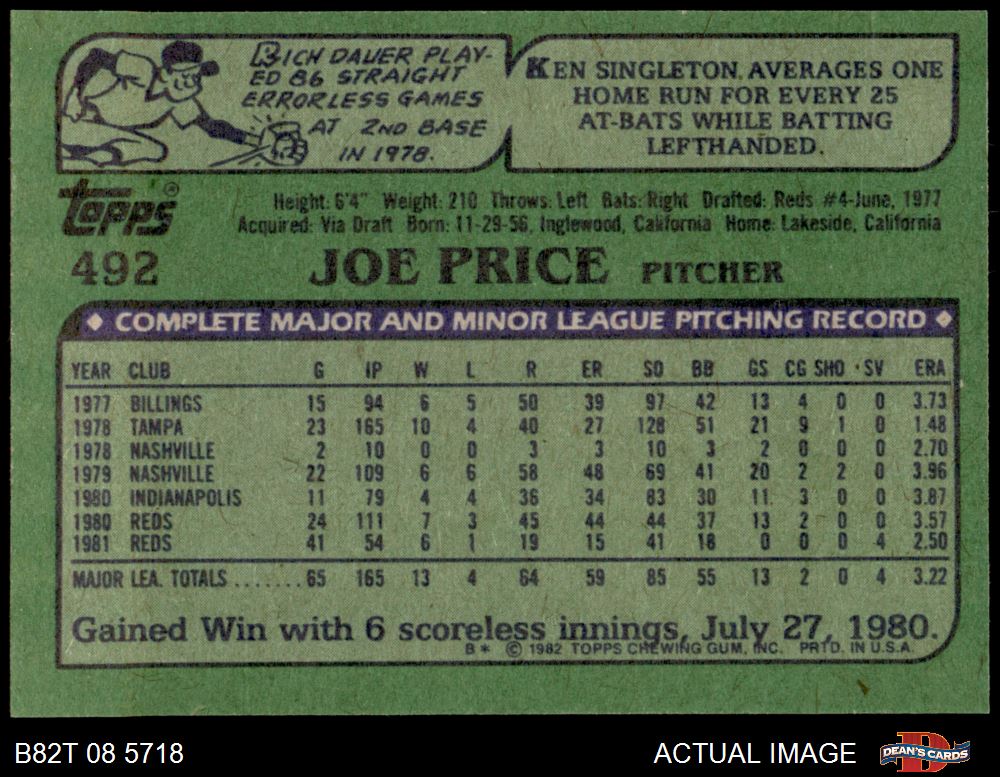 RICH DAUER PLAY-
ED 86 STRAIGHT
ERRORLESS GAMES
AT 2ND BASE
IN 1978.
KEN SINGLETON AVERAGES ONE
HOME RUN FOR EVERY 25
AT-BATS WHILE BATTING
LEFTHANDED.
topps®
Height: 6'4" Weight: 210 Throws: Left Bats: Right Drafted: Reds #4-June, 1977
Acquired: Via Draft Born: 11-29-56, Inglewood, California Home: Lakeside, California
492 JOE PRICE PITCHER
COMPLETE MAJOR AND MINOR LEAGUE PITCHING RECORD
YEAR CLUB G IP W L R ER SO BB GS CG SHO SV ERA
1977 BILLINGS 15 94 6 5 50 39 97 42 13 4 0 0 3.73
1978 TAMPA 23 165 10 4 40 27 128 51 21 9 1 0 1.48
1978 NASHVILLE 2 10 0 0 3 3 10 3 2 0 0 0 2.70
1979 NASHVILLE 22 109 6 6 58 48 69 41 20 2 2 0 3.96
1980 INDIANAPOLIS 11 79 4 4 36 34 83 30 11 3 0 0 3.87
1980 REDS 24 111 7 3 45 44 44 37 13 2 0 0 3.57
1981 REDS 41 54 6 1 19 15 41 18 0 0 0 4 2.50
MAJOR LEA. TOTALS ....... 65 165 13 4 64 59 85 55 13 2 0 4 3.22
Gained Win with 6 scoreless innings, July 27, 1980.
B* © 1982 TOPPS CHEWING GUM, INC. PRTD. IN U.S.A.
B82T 08 5718
ACTUAL IMAGE
D
DEAN'S CARDS